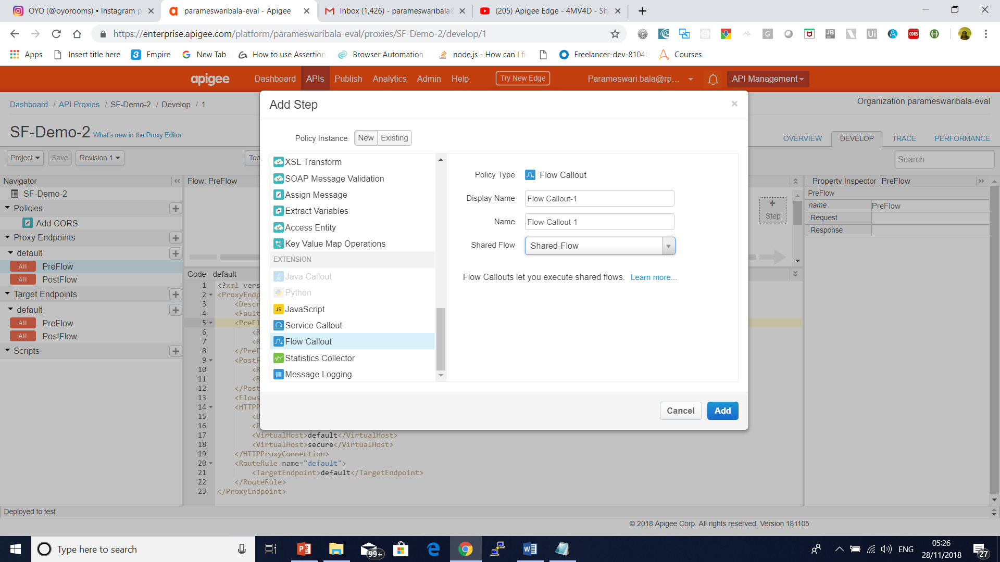 OYO (@oyorooms) • Instagram p
parameswaribala-eval - Apigee
Inbox (1,426) - parameswaribala@
(205) Apigee Edge - 4MV4D - Sh
https://enterprise.apigee.com/platform/parameswaribala-eval/proxies/SF-Demo-2/develop/1
Apps Insert title here Empire New Tab How to use Assertion Browser Automation node.js - How can I fi Freelancer-dev-81048 Courses
apigee Dashboard APIs Publish Analytics Admin Help Try New Edge Parameswari.bala@rp... API Management
Dashboard / API Proxies / SF-Demo-2 / Develop / 1
Organization parameswaribala-eval
SF-Demo-2 What's new in the Proxy Editor
OVERVIEW DEVELOP TRACE PERFORMANCE
Project Save Revision 1 Too
Search
Navigator
SF-Demo-2
Policies
Add CORS
Proxy Endpoints
default
All PreFlow
All PostFlow
Target Endpoints
default
All PreFlow
All PostFlow
Scripts
Flow: PreFlow
+ Step
Add Step
Policy Instance New Existing
XSL Transform
SOAP Message Validation
Assign Message
Extract Variables
Access Entity
Key Value Map Operations
EXTENSION
Java Callout
Python
JS JavaScript
Service Callout
Flow Callout
Statistics Collector
Message Logging
Policy Type Flow Callout
Display Name Flow Callout-1
Name Flow-Callout-1
Shared Flow Shared-Flow
Flow Callouts let you execute shared flows. Learn more...
Cancel Add
Property Inspector PreFlow
PreFlow
name PreFlow
Request
Response
Code default
1 <?xml vers
2 <ProxyEndp
3 <Descr
4 <Fault
5 <PreFl
6 <R
7 <R
8 </PreF
9 <PostF
10 <R
11 <R
12 </Post
13 <Flows
14 <HTTPP
15 <B
16 <P
17 <VirtualHost>default</VirtualHost>
18 <VirtualHost>secure</VirtualHost>
19 </HTTPProxyConnection>
20 <RouteRule name="default">
21 <TargetEndpoint>default</TargetEndpoint>
22 </RouteRule>
23 </ProxyEndpoint>
Deployed to test
© 2018 Apigee Corp. All rights reserved. Version 181105
Type here to search
99+
ENG
05:26
28/11/2018
27